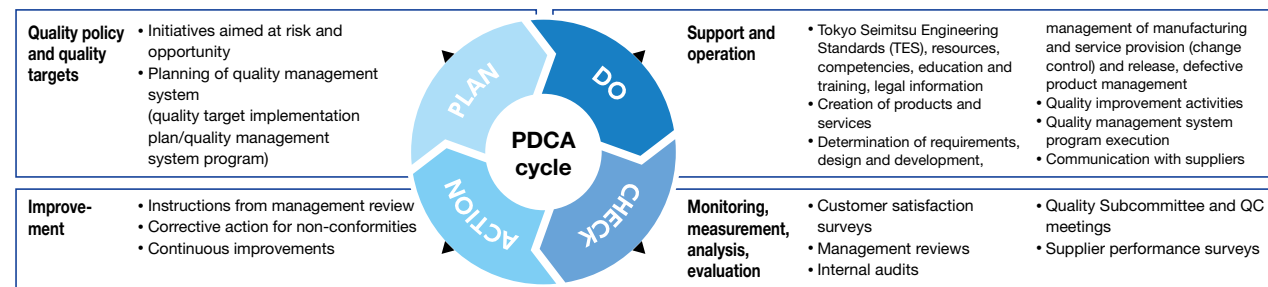 Quality policy
and quality
targets
• Initiatives aimed at risk and
opportunity
• Planning of quality management
system
(quality target implementation
plan/quality management
system program)
PLAN
DO
PDCA
cycle
ACTION
CHECK
Support and
operation
• Tokyo Seimitsu Engineering
Standards (TES), resources,
competencies, education and
training, legal information
• Creation of products and
services
• Determination of requirements,
design and development,
management of manufacturing
and service provision (change
control) and release, defective
product management
• Quality improvement activities
• Quality management system
program execution
• Communication with suppliers
Improve-
ment
• Instructions from management review
• Corrective action for non-conformities
• Continuous improvements
Monitoring,
measurement,
analysis,
evaluation
• Customer satisfaction
surveys
• Management reviews
• Internal audits
• Quality Subcommittee and QC
meetings
• Supplier performance surveys